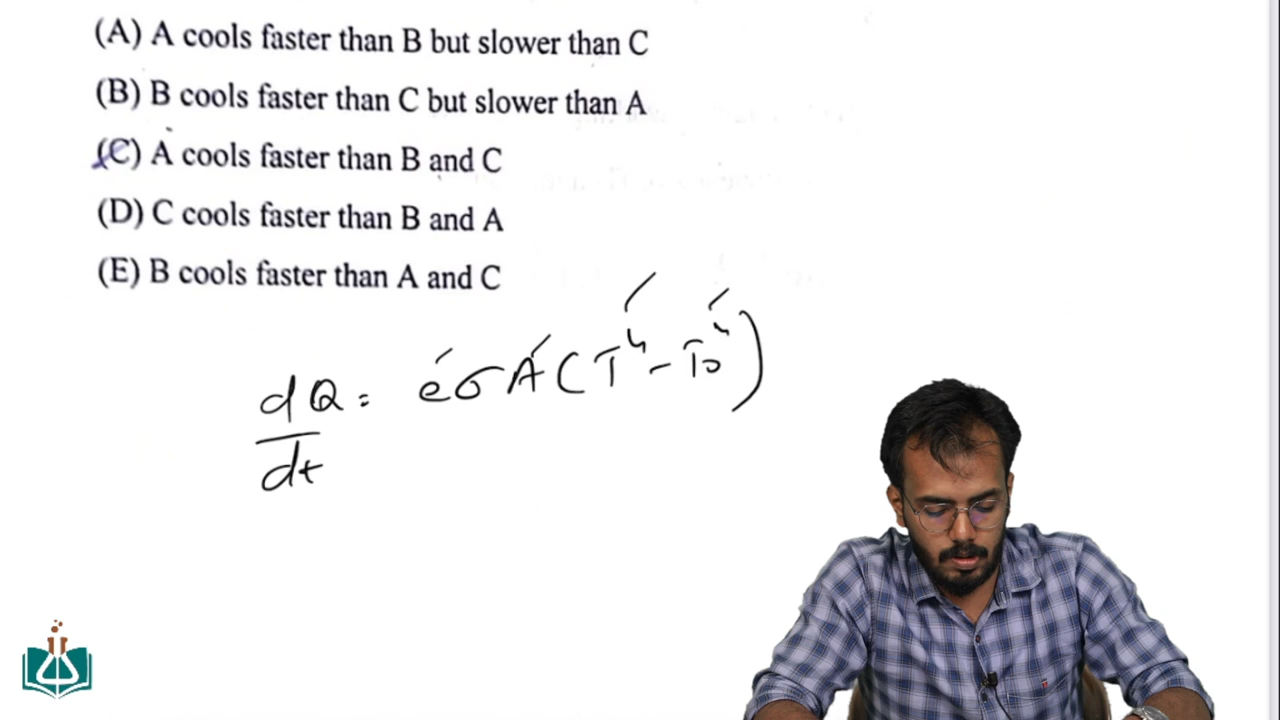 (A) A cools faster than B but slower than C
(B) B cools faster than C but slower than A
(C) A cools faster than B and C
(D) C cools faster than B and A
(E) B cools faster than A and C
dQ/dt = eσA(T⁴-T₀⁴)